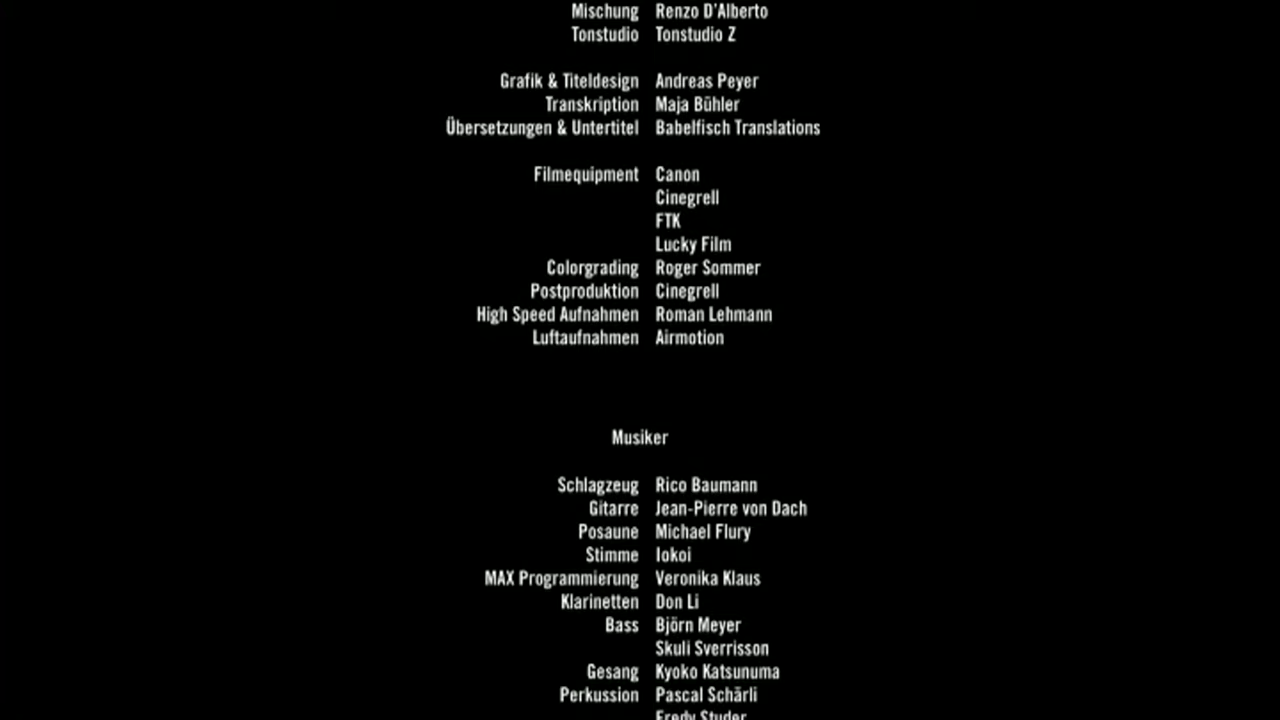 Mischung Renzo D'Alberto
Tonstudio Tonstudio Z
Grafik & Titeldesign Andreas Peyer
Transkription Maja Bühler
Übersetzungen & Untertitel Babelfisch Translations
Filmequipment Canon
Cinegrell
FTK
Lucky Film
Colorgrading Roger Sommer
Postproduktion Cinegrell
High Speed Aufnahmen Roman Lehmann
Luftaufnahmen Airmotion
Musiker
Schlagzeug Rico Baumann
Gitarre Jean-Pierre von Dach
Posaune Michael Flury
Stimme Iokoi
MAX Programmierung Veronika Klaus
Klarinetten Don Li
Bass Björn Meyer
Skuli Sverrisson
Gesang Kyoko Katsunuma
Perkussion Pascal Schärli
Fredy Studer